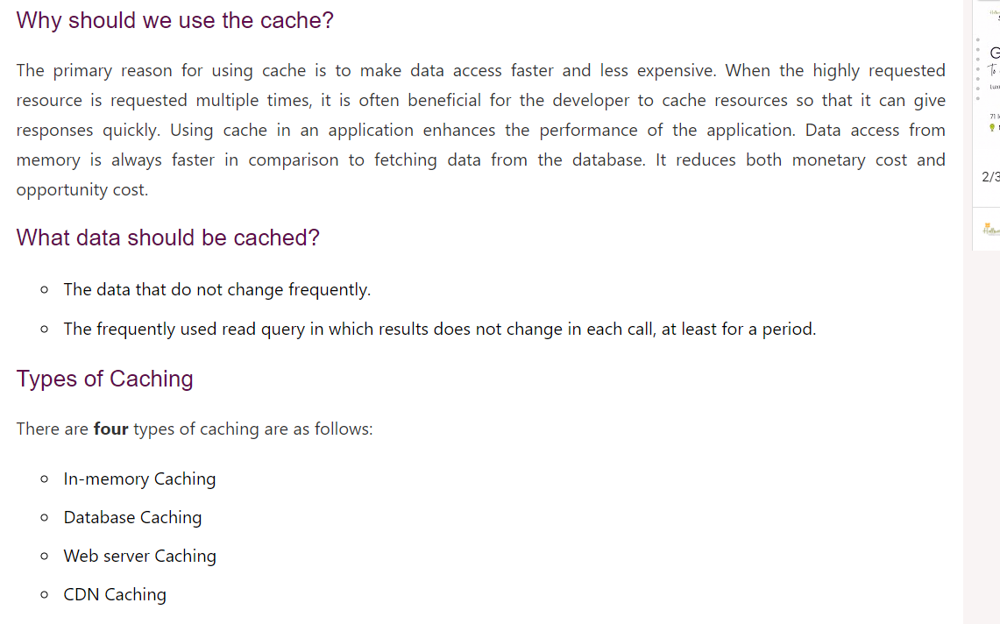 Why should we use the cache?
The primary reason for using cache is to make data access faster and less expensive. When the highly requested
resource is requested multiple times, it is often beneficial for the developer to cache resources so that it can give
responses quickly. Using cache in an application enhances the performance of the application. Data access from
memory is always faster in comparison to fetching data from the database. It reduces both monetary cost and
opportunity cost.
What data should be cached?
The data that do not change frequently.
The frequently used read query in which results does not change in each call, at least for a period.
Types of Caching
There are four types of caching are as follows:
In-memory Caching
Database Caching
Web server Caching
CDN Caching
To
71
2/3